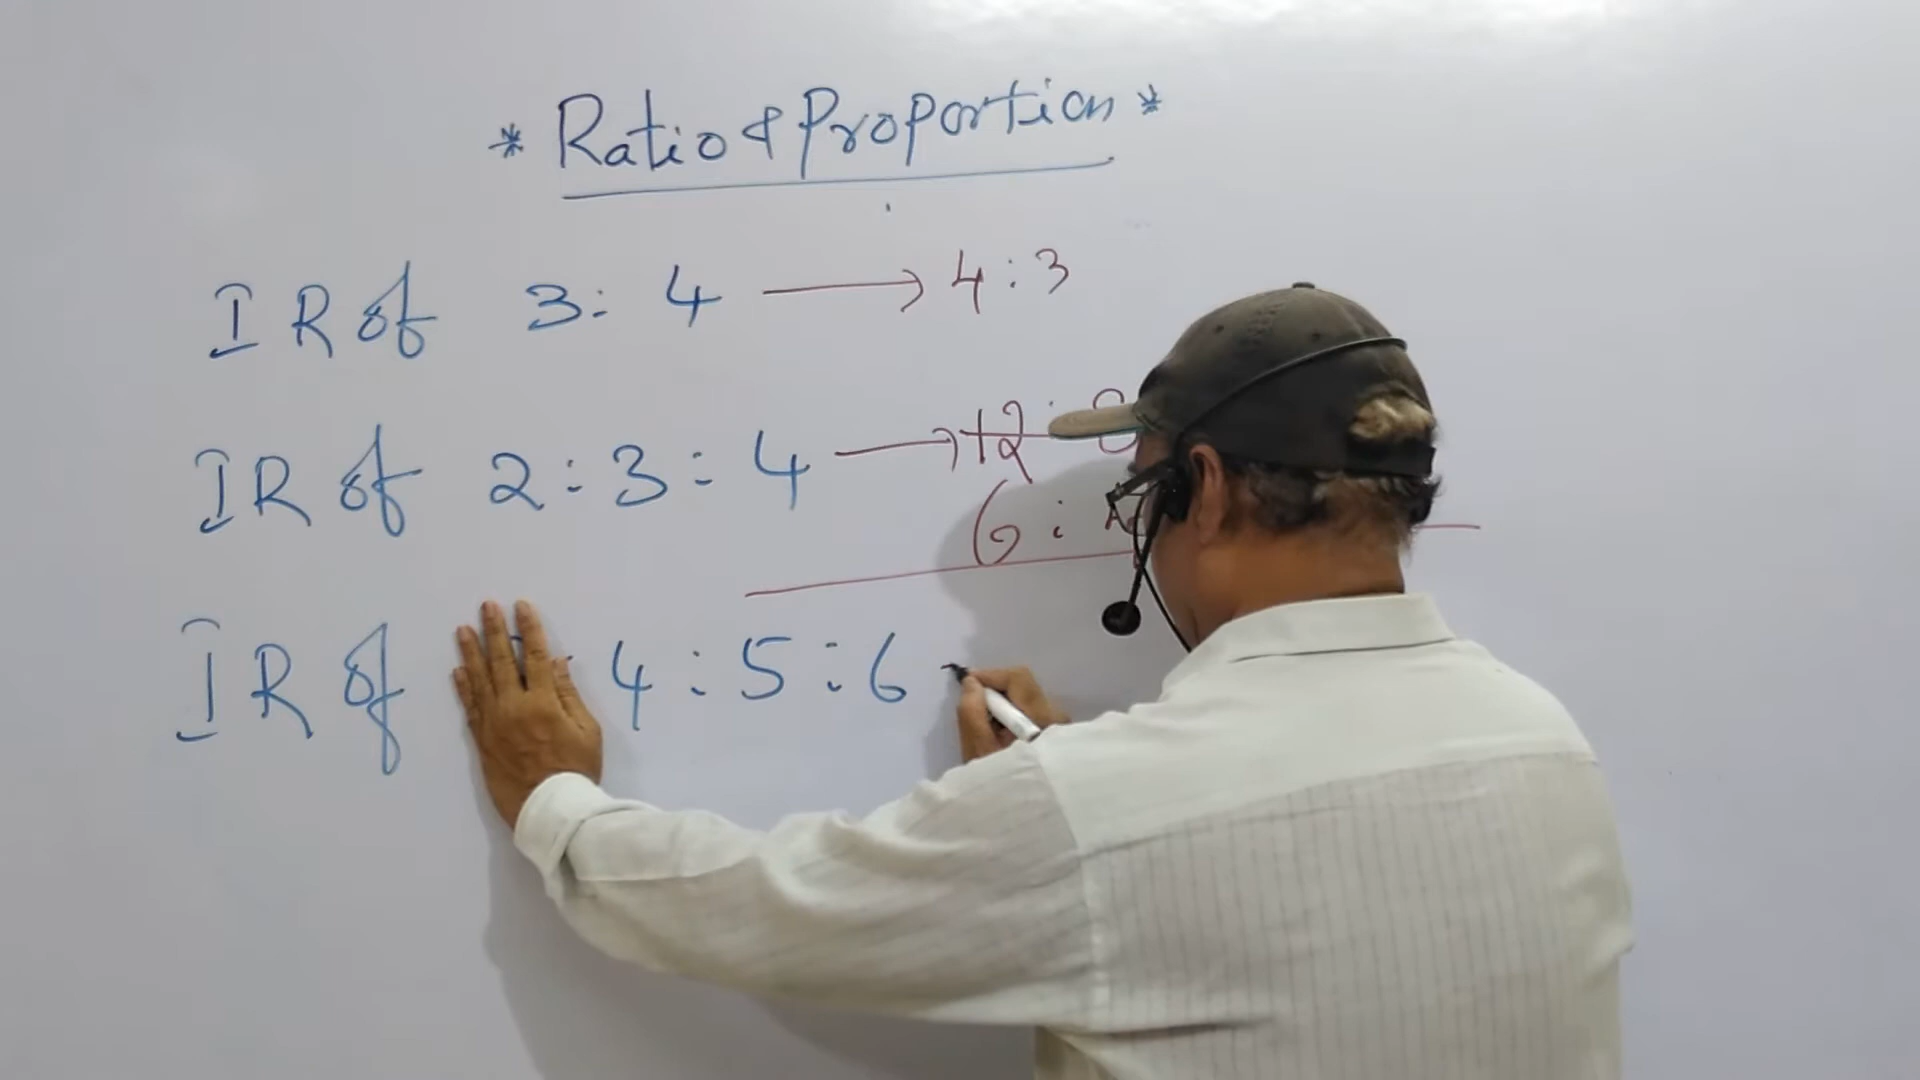 * Ratio & Proportion *
IR of 3 : 4 → 4 : 3
IR of 2 : 3 : 4 → 12 :
6 :
IR of 4 : 5 : 6